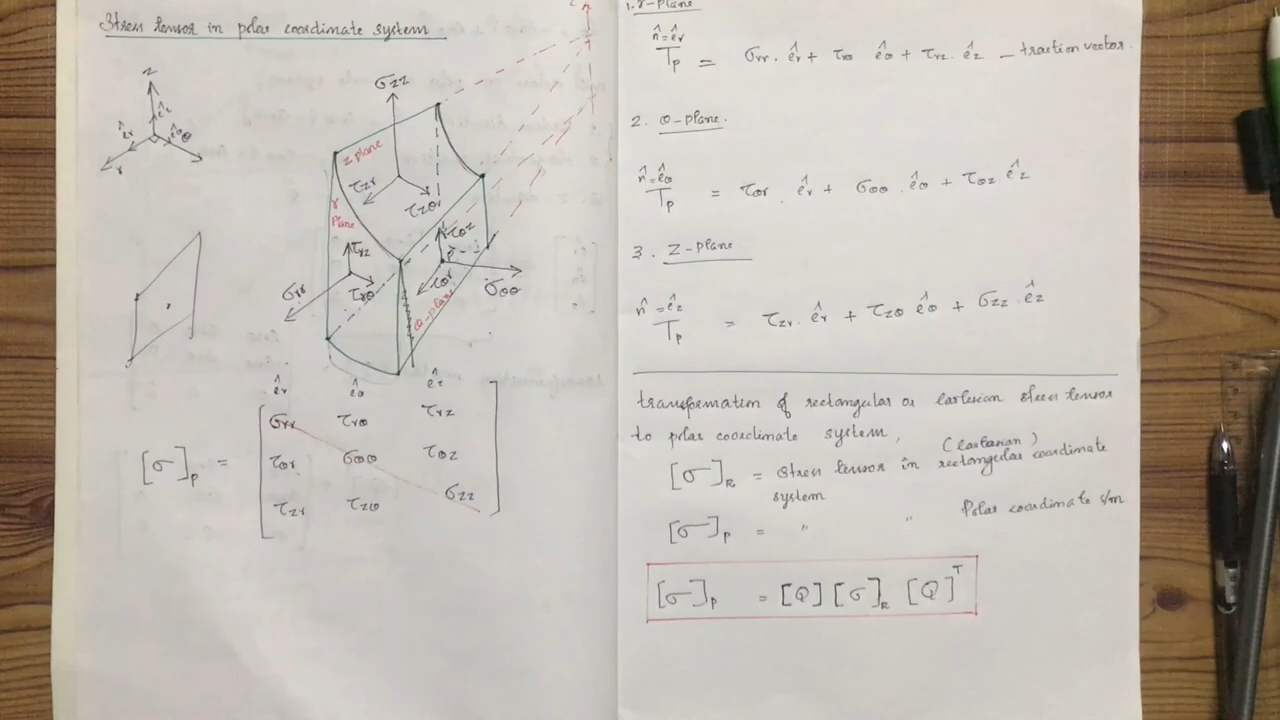 Stress tensor in polar coordinate system
z
êz
êr
êθ
θ
r
σzz
z plane
τzr
τzθ
r
plane
τrz
τrθ
σrr
τθz
P
τθr
σθθ
θ-plane
êr êθ êz
[σ]P = [ σrr τrθ τrz
τθr σθθ τθz
τzr τzθ σzz ]
1. r-plane
n̂=êr
TP = σrr. êr + τrθ êθ + τrz. êz - traction vector.
2. θ-plane.
n̂=êθ
TP = τθr . êr + σθθ . êθ + τθz . êz
3. Z-plane
n̂=êz
TP = τzr. êr + τzθ êθ + σzz . êz
transformation of rectangular or cartesian stress tensor
to polar coordinate system,
[σ]R = stress tensor in rectangular coordinate (cartesian)
system
[σ]P = " " Polar coordinate s/m
[σ]P = [Q] [σ]R [Q]T